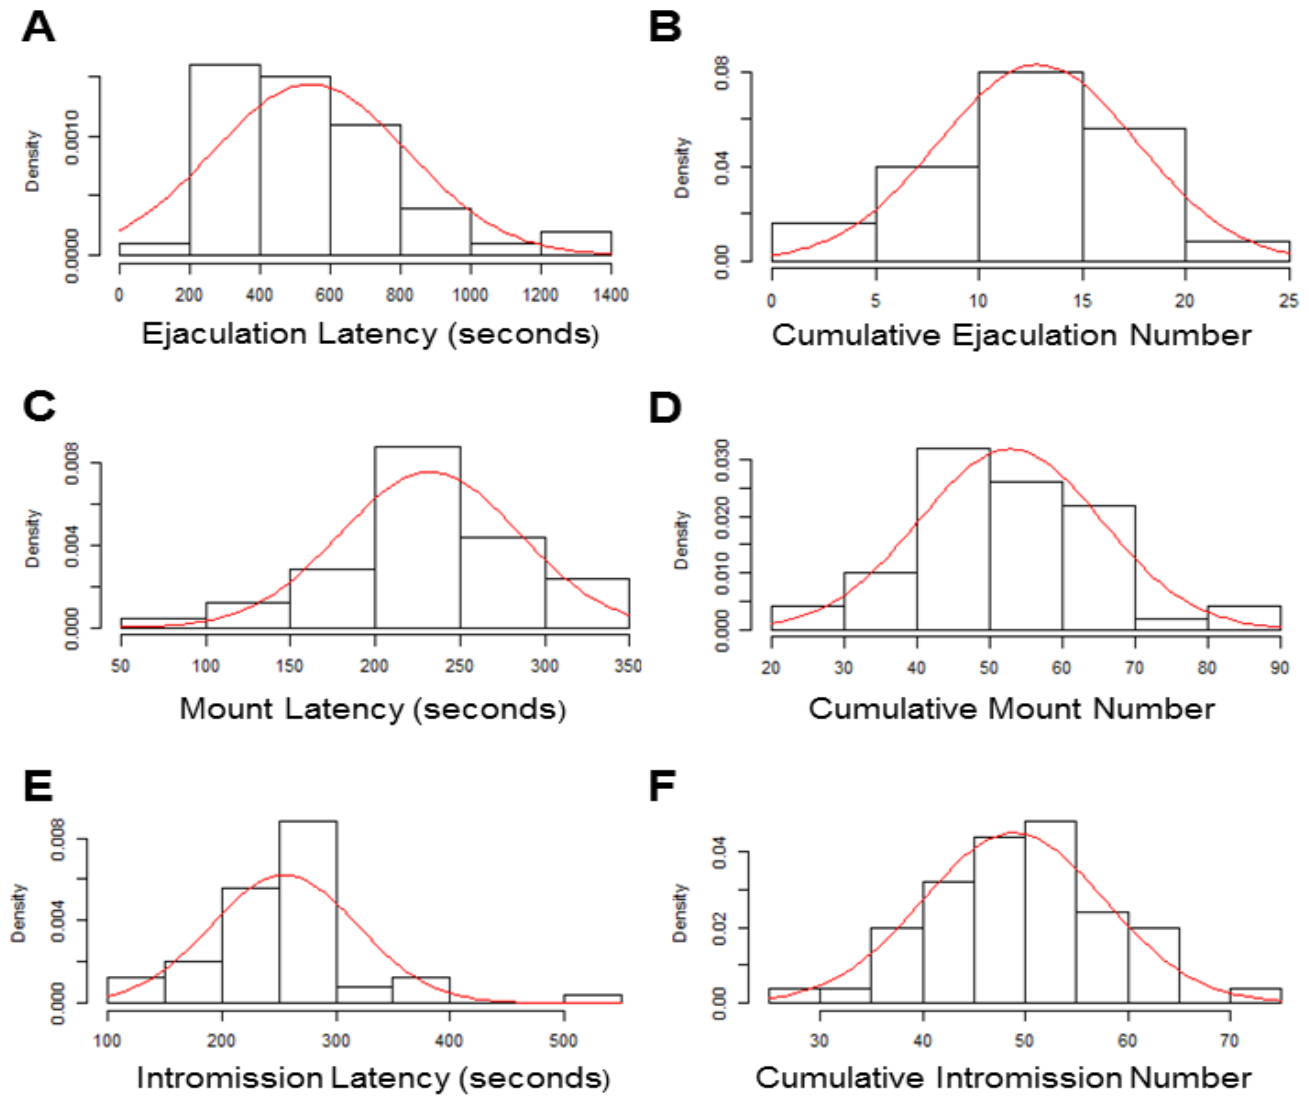 A
Density
0.0000
0.0010
0 200 400 600 800 1000 1200 1400
Ejaculation Latency (seconds)
B
Density
0.00
0.04
0.08
0 5 10 15 20 25
Cumulative Ejaculation Number
C
Density
0.000
0.004
0.008
50 100 150 200 250 300 350
Mount Latency (seconds)
D
Density
0.000
0.010
0.020
0.030
20 30 40 50 60 70 80 90
Cumulative Mount Number
E
Density
0.000
0.004
0.008
100 200 300 400 500
Intromission Latency (seconds)
F
Density
0.00
0.02
0.04
30 40 50 60 70
Cumulative Intromission Number